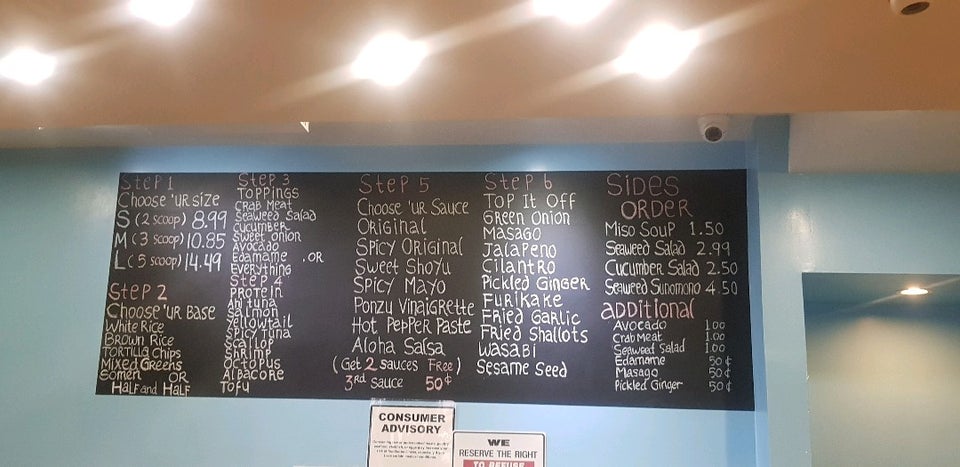 Step 1
Choose 'ur size
S (2 scoop) 8.99
M (3 scoop) 10.85
L (5 scoop) 14.49
Step 2
Choose 'ur Base
White Rice
Brown Rice
Tortilla Chips
Mixed Greens
Somen OR
Half and Half
Step 3
Toppings
Crab Meat
Seaweed Salad
Cucumber
Sweet Onion
Avocado
Edamame .OR
Everything
Step 4
Protein
Ahi tuna
Salmon
Yellowtail
Spicy Tuna
Scallop
Shrimp
Octopus
Albacore
Tofu
Step 5
Choose 'ur Sauce
Original
Spicy Original
Sweet Shoyu
Spicy Mayo
Ponzu Vinaigrette
Hot Pepper Paste
Aloha Salsa
(Get 2 sauces Free)
3rd sauce 50¢
Step 6
Top It Off
Green Onion
Masago
Jalapeno
Cilantro
Pickled Ginger
Furikake
Fried Garlic
Fried Shallots
Wasabi
Sesame Seed
Sides
Order
Miso Soup 1.50
Seaweed Salad 2.99
Cucumber Salad 2.50
Seaweed Sunomono 4.50
Additional
Avocado 1.00
Crab Meat 1.00
Seaweed Salad 1.00
Edamame 50¢
Masago 50¢
Pickled Ginger 50¢
CONSUMER
ADVISORY
WE
RESERVE THE RIGHT
TO REFUSE